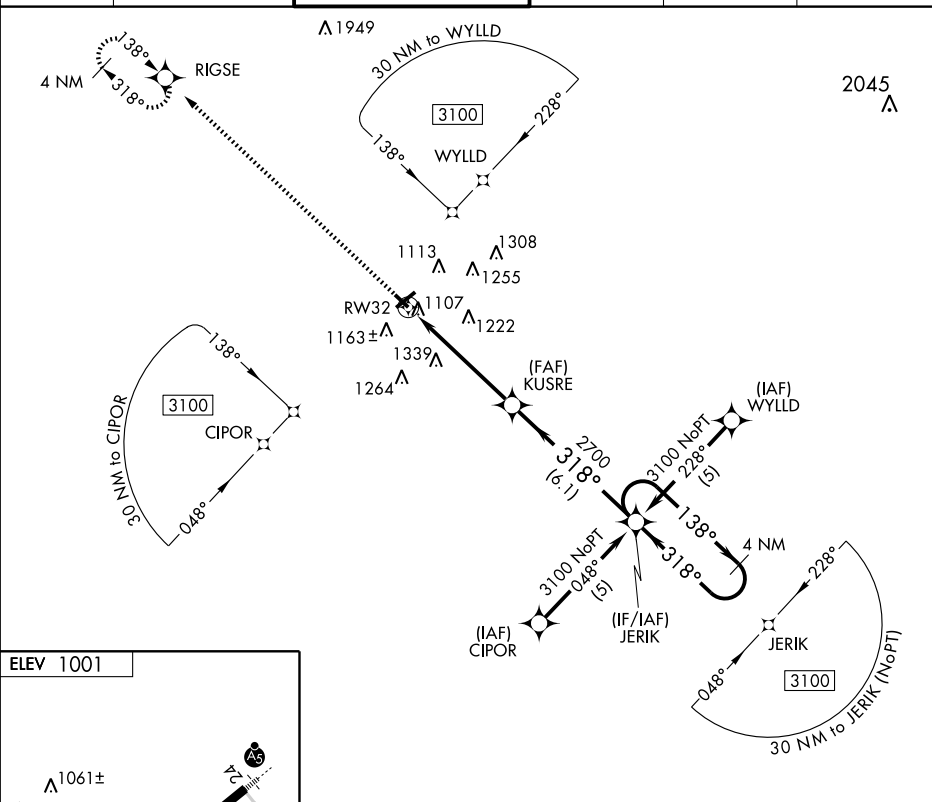 1949
30 NM to WYLLD
138°
318°
4 NM
RIGSE
2045
3100
138°
228°
WYLLD
1308
1113
1255
RW32
1107
1222
1163±
1339
1264
138°
3100
CIPOR
30 NM to CIPOR
048°
(FAF)
KUSRE
(IAF)
WYLLD
2700
318°
(6.1)
3100 NoPT
228°
(5)
138°
318°
4 NM
3100 NoPT
048°
(5)
(IF/IAF)
JERIK
(IAF)
CIPOR
228°
JERIK
048°
3100
30 NM to JERIK (NoPT)
ELEV 1001
1061±
A5
24